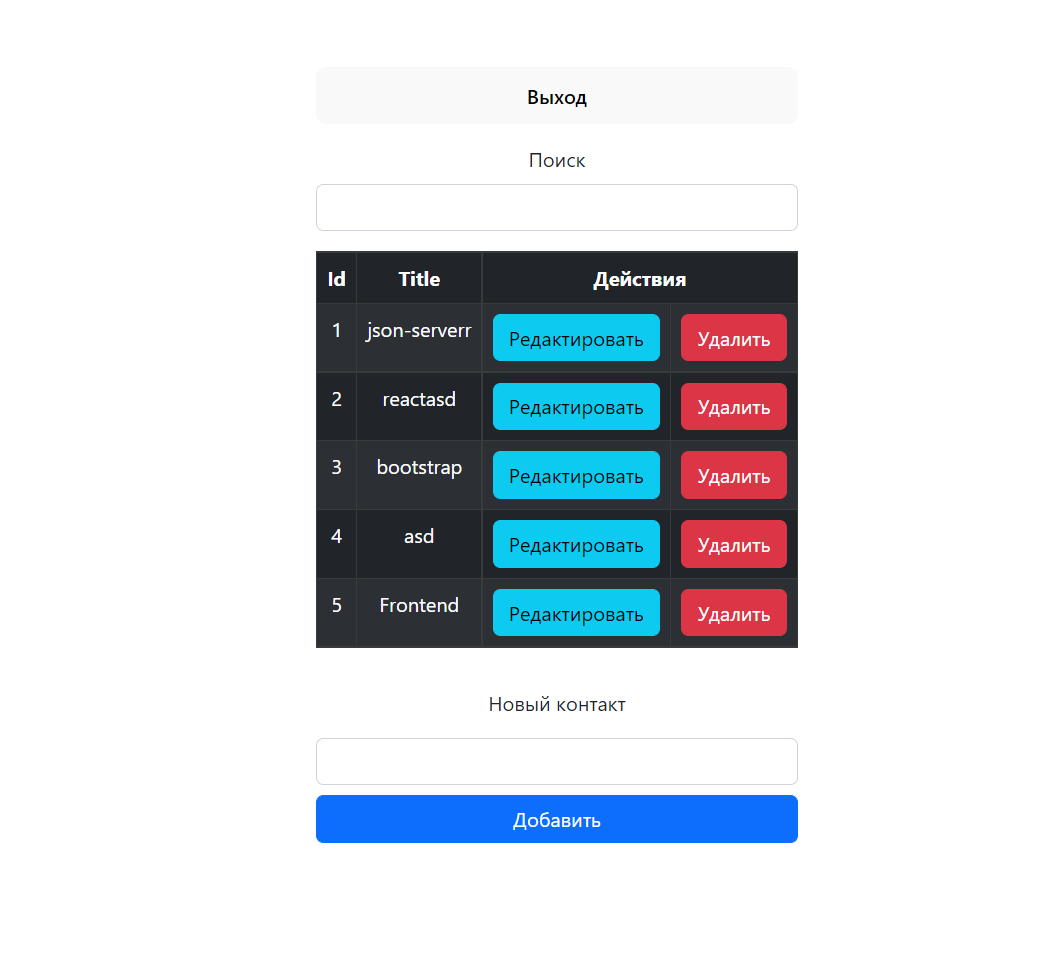 Выход
Поиск
Id Title Действия
1 json-serverr Редактировать Удалить
2 reactasd Редактировать Удалить
3 bootstrap Редактировать Удалить
4 asd Редактировать Удалить
5 Frontend Редактировать Удалить
Новый контакт
Добавить